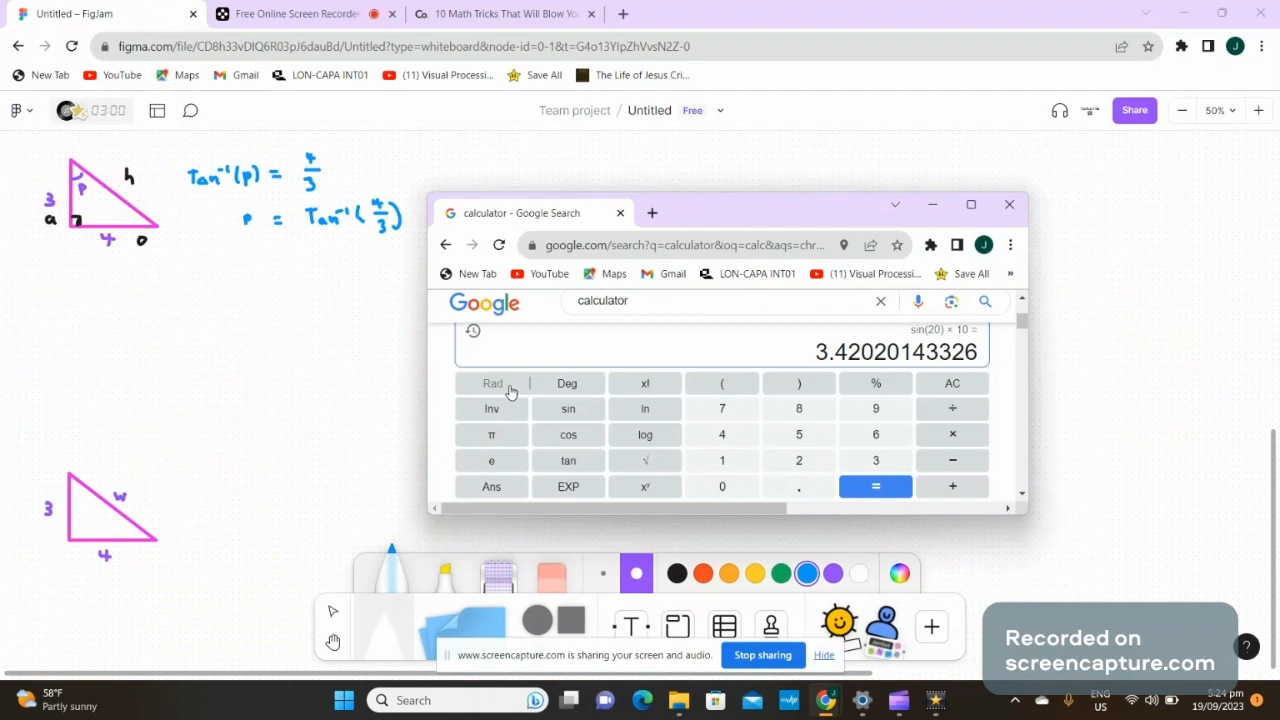 Untitled – FigJam
Free Online Screen Recorder
Co. 10 Math Tricks That Will Blow Yo
figma.com/file/CD8h33vDIQ6R03pJ6dauBd/Untitled?type=whiteboard&node-id=0-1&t=G4o13YIpZhVvsN2Z-0
J
New Tab
YouTube
Maps
Gmail
LON-CAPA INT01
(11) Visual Processi...
Save All
The Life of Jesus Cri...
03:00
Team project / Untitled Free
Share
50%
3
a
P
h
4
o
Tan⁻¹(p) = 4/3
P = Tan⁻¹(4/3)
calculator - Google Search
google.com/search?q=calculator&oq=calc&aqs=chr...
J
New Tab
YouTube
Maps
Gmail
LON-CAPA INT01
(11) Visual Processi...
Save All
»
Google
calculator
sin(20) × 10 =
3.42020143326
Rad | Deg x! ( ) % AC
Inv sin ln 7 8 9 ÷
π cos log 4 5 6 ×
e tan √ 1 2 3 −
Ans EXP xʸ 0 . = +
3
w
4
T
www.screencapture.com is sharing your screen and audio.
Stop sharing
Hide
Recorded on
screencapture.com
?
58°F
Partly sunny
Search
ENG
US
5:24 pm
19/09/2023
1